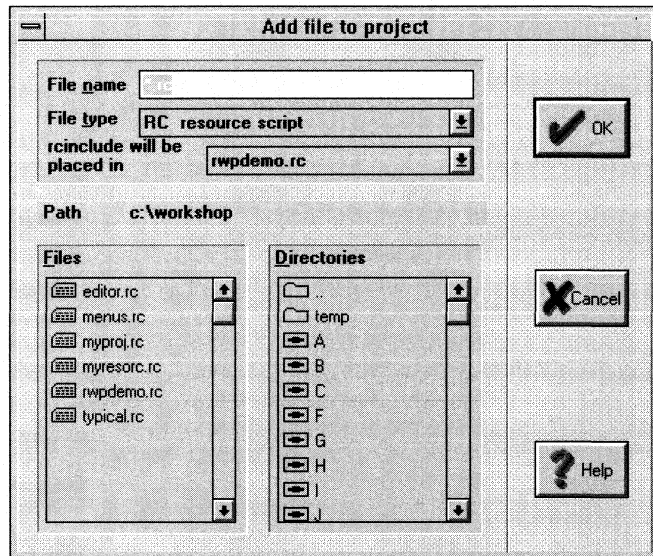 Add file to project
File name *.rc
File type RC resource script
rcinclude will be
placed in rwpdemo.rc
Path c:\workshop
Files
editor.rc
menus.rc
myproj.rc
myresorc.rc
rwpdemo.rc
typical.rc
Directories
..
temp
A
B
C
F
G
H
I
J
OK
Cancel
Help